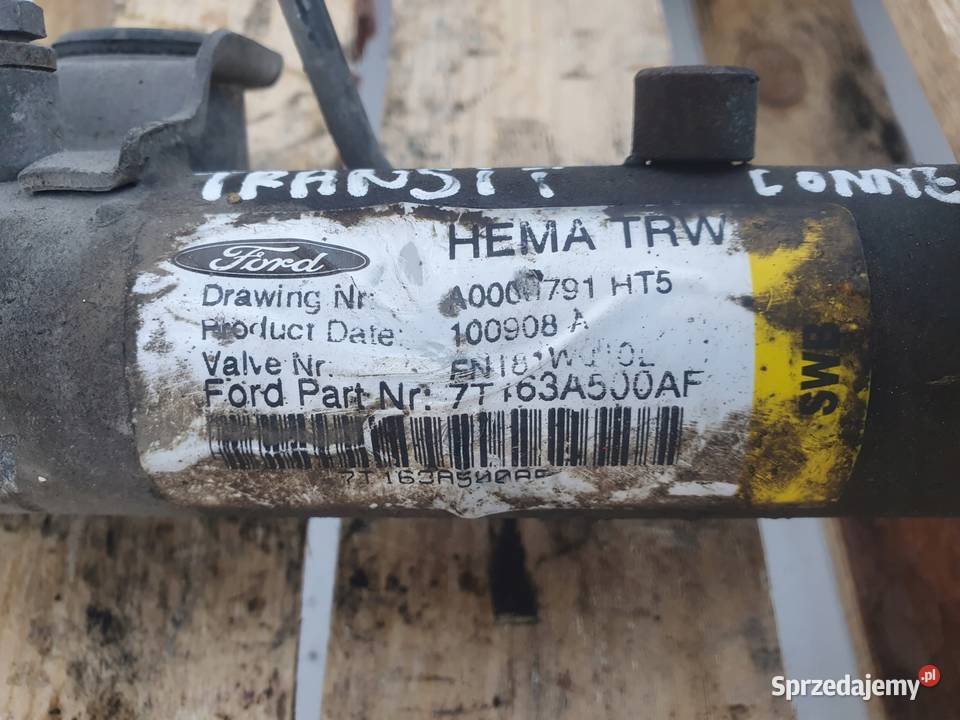 TRANSIT CONNE
Ford HEMA TRW
Drawing Nr:
Product Date: 100908 A
Valve Nr.
Ford Part Nr: 7T163A500AF
7T163A500AF
SWB
Sprzedajemy.pl